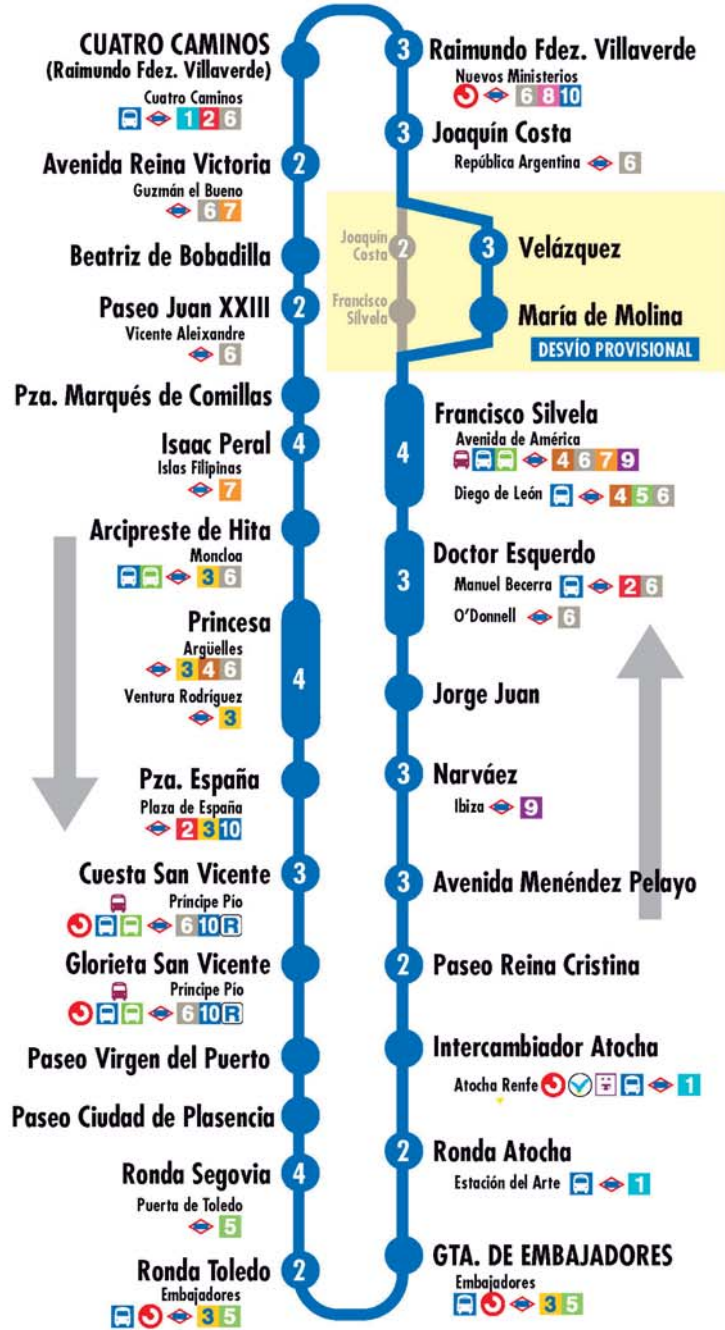 CUATRO CAMINOS
(Raimundo Fdez. Villaverde)
Cuatro Caminos
1 2 6
2 Avenida Reina Victoria
Guzmán el Bueno
6 7
Beatriz de Bobadilla
Paseo Juan XXIII 2
Vicente Aleixandre
6
Pza. Marqués de Comillas
Isaac Peral 4
Islas Filipinas
7
Arcipreste de Hita
Moncloa
3 6
Princesa
Argüelles
3 4 6
4
Ventura Rodríguez
3
Pza. España
Plaza de España
2 3 10
Cuesta San Vicente 3
Príncipe Pío
6 10 R
Glorieta San Vicente
Príncipe Pío
6 10 R
Paseo Virgen del Puerto
Paseo Ciudad de Plasencia
Ronda Segovia 4
Puerta de Toledo
5
Ronda Toledo 2
Embajadores
3 5
3 Raimundo Fdez. Villaverde
Nuevos Ministerios
6 8 10
3 Joaquín Costa
República Argentina 6
Joaquín
Costa 2
Francisco
Silvela
3 Velázquez
María de Molina
DESVÍO PROVISIONAL
Francisco Silvela
Avenida de América
4 6 7 9
4
Diego de León 4 5 6
Doctor Esquerdo
3 Manuel Becerra 2 6
O'Donnell 6
Jorge Juan
3 Narváez
Ibiza 9
3 Avenida Menéndez Pelayo
2 Paseo Reina Cristina
Intercambiador Atocha
Atocha Renfe 1
2 Ronda Atocha
Estación del Arte 1
GTA. DE EMBAJADORES
Embajadores
3 5